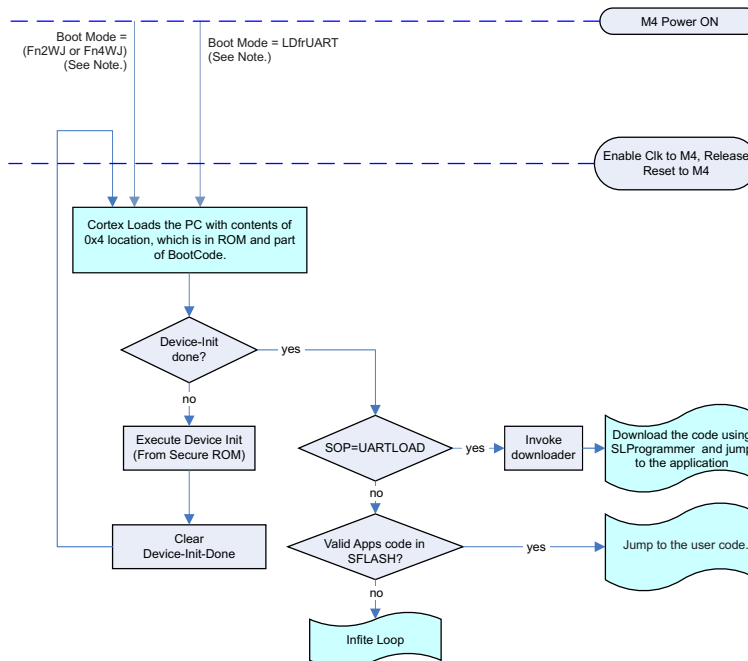 M4 Power ON
Boot Mode =
(Fn2WJ or Fn4WJ)
(See Note.)
Boot Mode = LDfrUART
(See Note.)
Enable Clk to M4, Release
Reset to M4
Cortex Loads the PC with contents of
0x4 location, which is in ROM and part
of BootCode.
Device-Init
done?
yes
no
Execute Device Init
(From Secure ROM)
SOP=UARTLOAD
yes
Invoke
downloader
Download the code using
SLProgrammer and jump
to the application
no
Clear
Device-Init-Done
Valid Apps code in
SFLASH?
yes
Jump to the user code.
no
Infite Loop